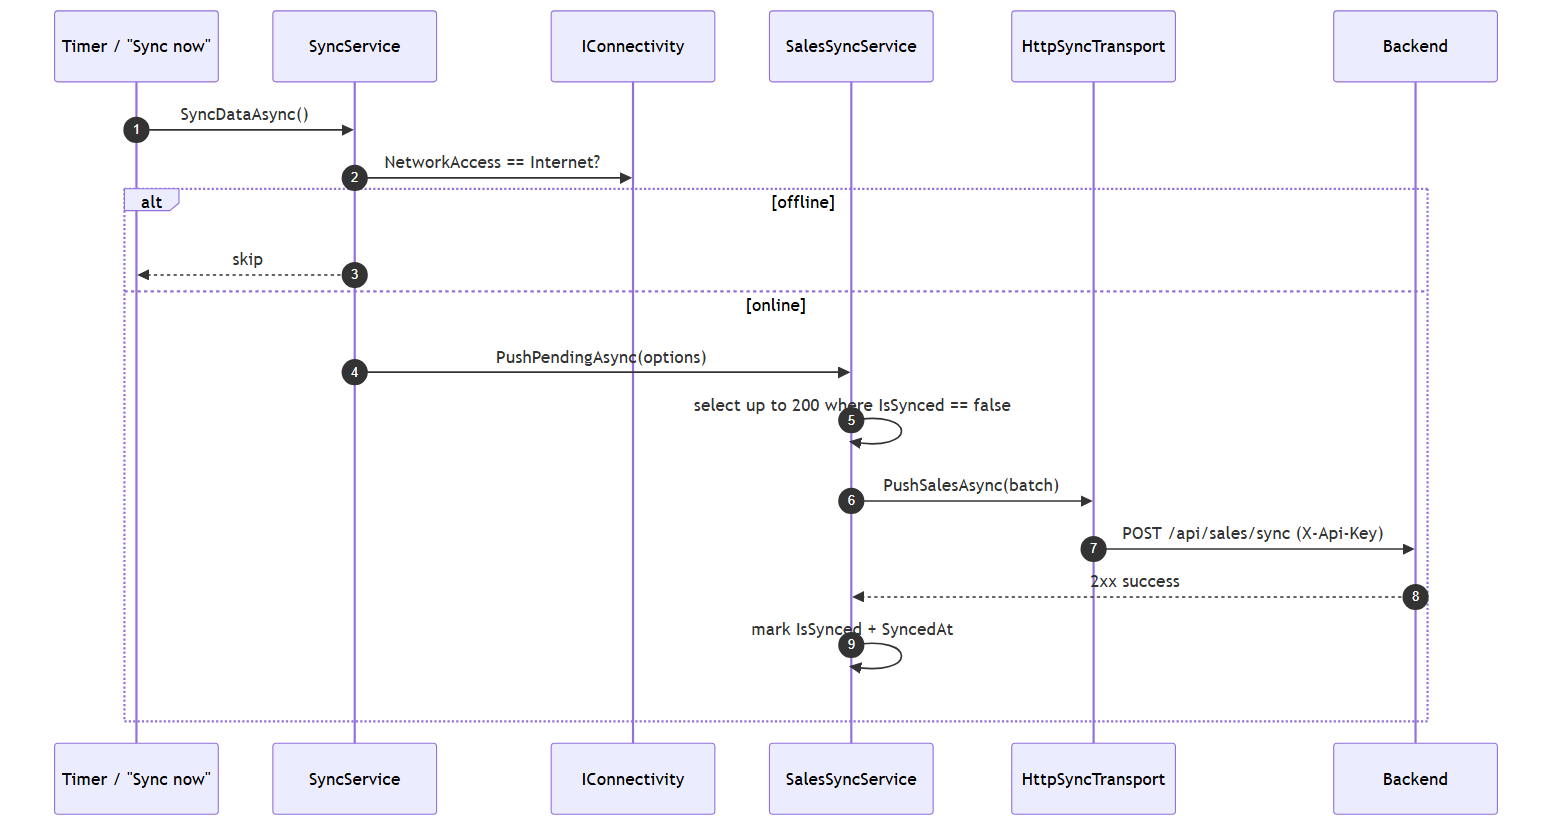 Timer / "Sync now"
SyncService
IConnectivity
SalesSyncService
HttpSyncTransport
Backend
SyncDataAsync()
1
NetworkAccess == Internet?
2
alt
[offline]
skip
3
[online]
PushPendingAsync(options)
4
select up to 200 where IsSynced == false
5
PushSalesAsync(batch)
6
POST /api/sales/sync (X-Api-Key)
7
2xx success
8
mark IsSynced + SyncedAt
9
Timer / "Sync now"
SyncService
IConnectivity
SalesSyncService
HttpSyncTransport
Backend